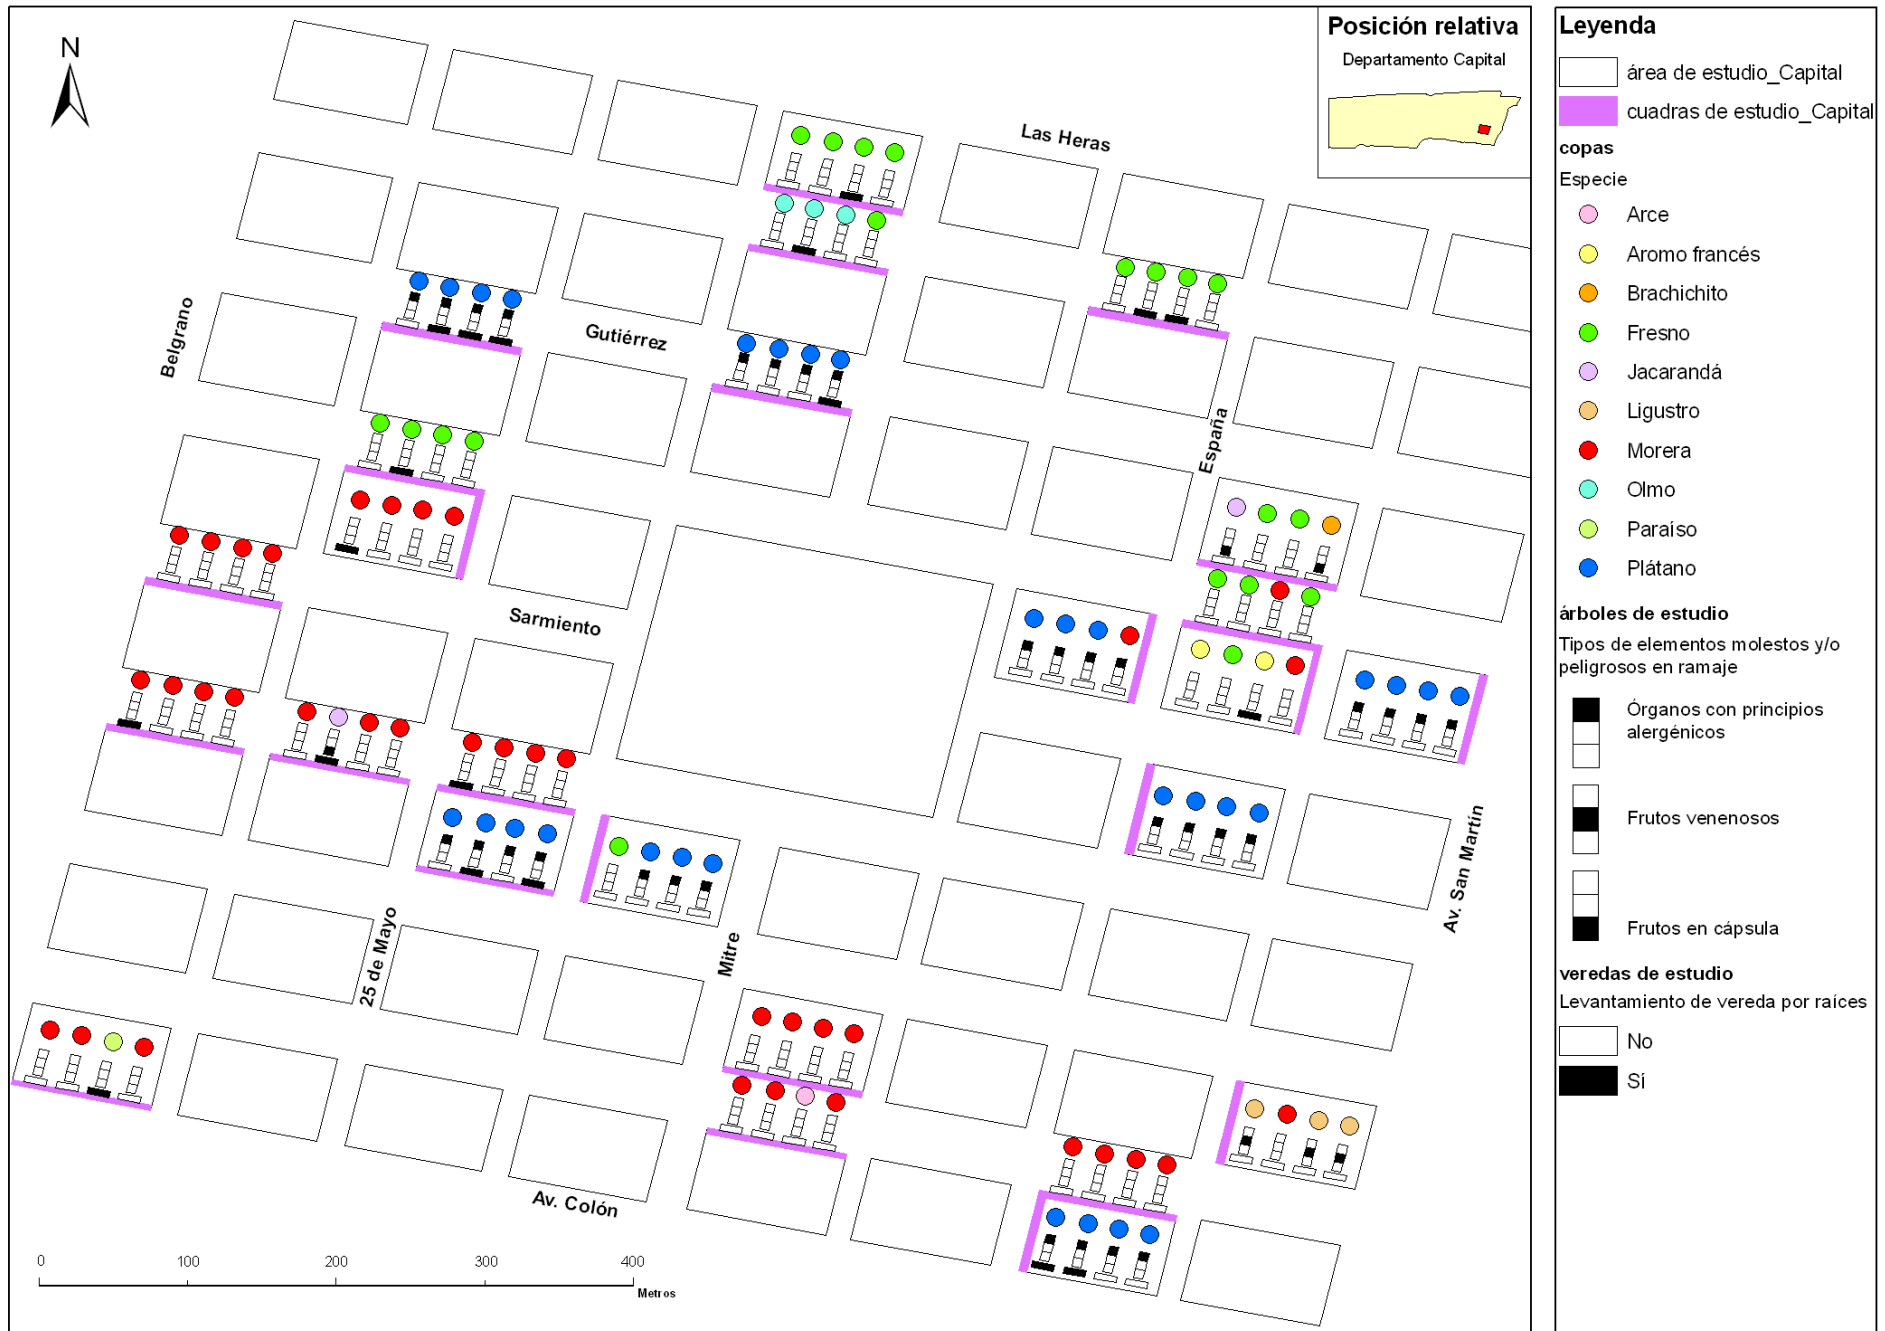 N
Las Heras
Belgrano
Gutiérrez
España
Sarmiento
25 de Mayo
Mitre
Av. San Martín
Av. Colón
0 100 200 300 400
Metros
Posición relativa
Departamento Capital
Leyenda
área de estudio_Capital
cuadras de estudio_Capital
copas
Especie
Arce
Aromo francés
Brachichito
Fresno
Jacarandá
Ligustro
Morera
Olmo
Paraíso
Plátano
árboles de estudio
Tipos de elementos molestos y/o
peligrosos en ramaje
Órganos con principios
alergénicos
Frutos venenosos
Frutos en cápsula
veredas de estudio
Levantamiento de vereda por raíces
No
Sí